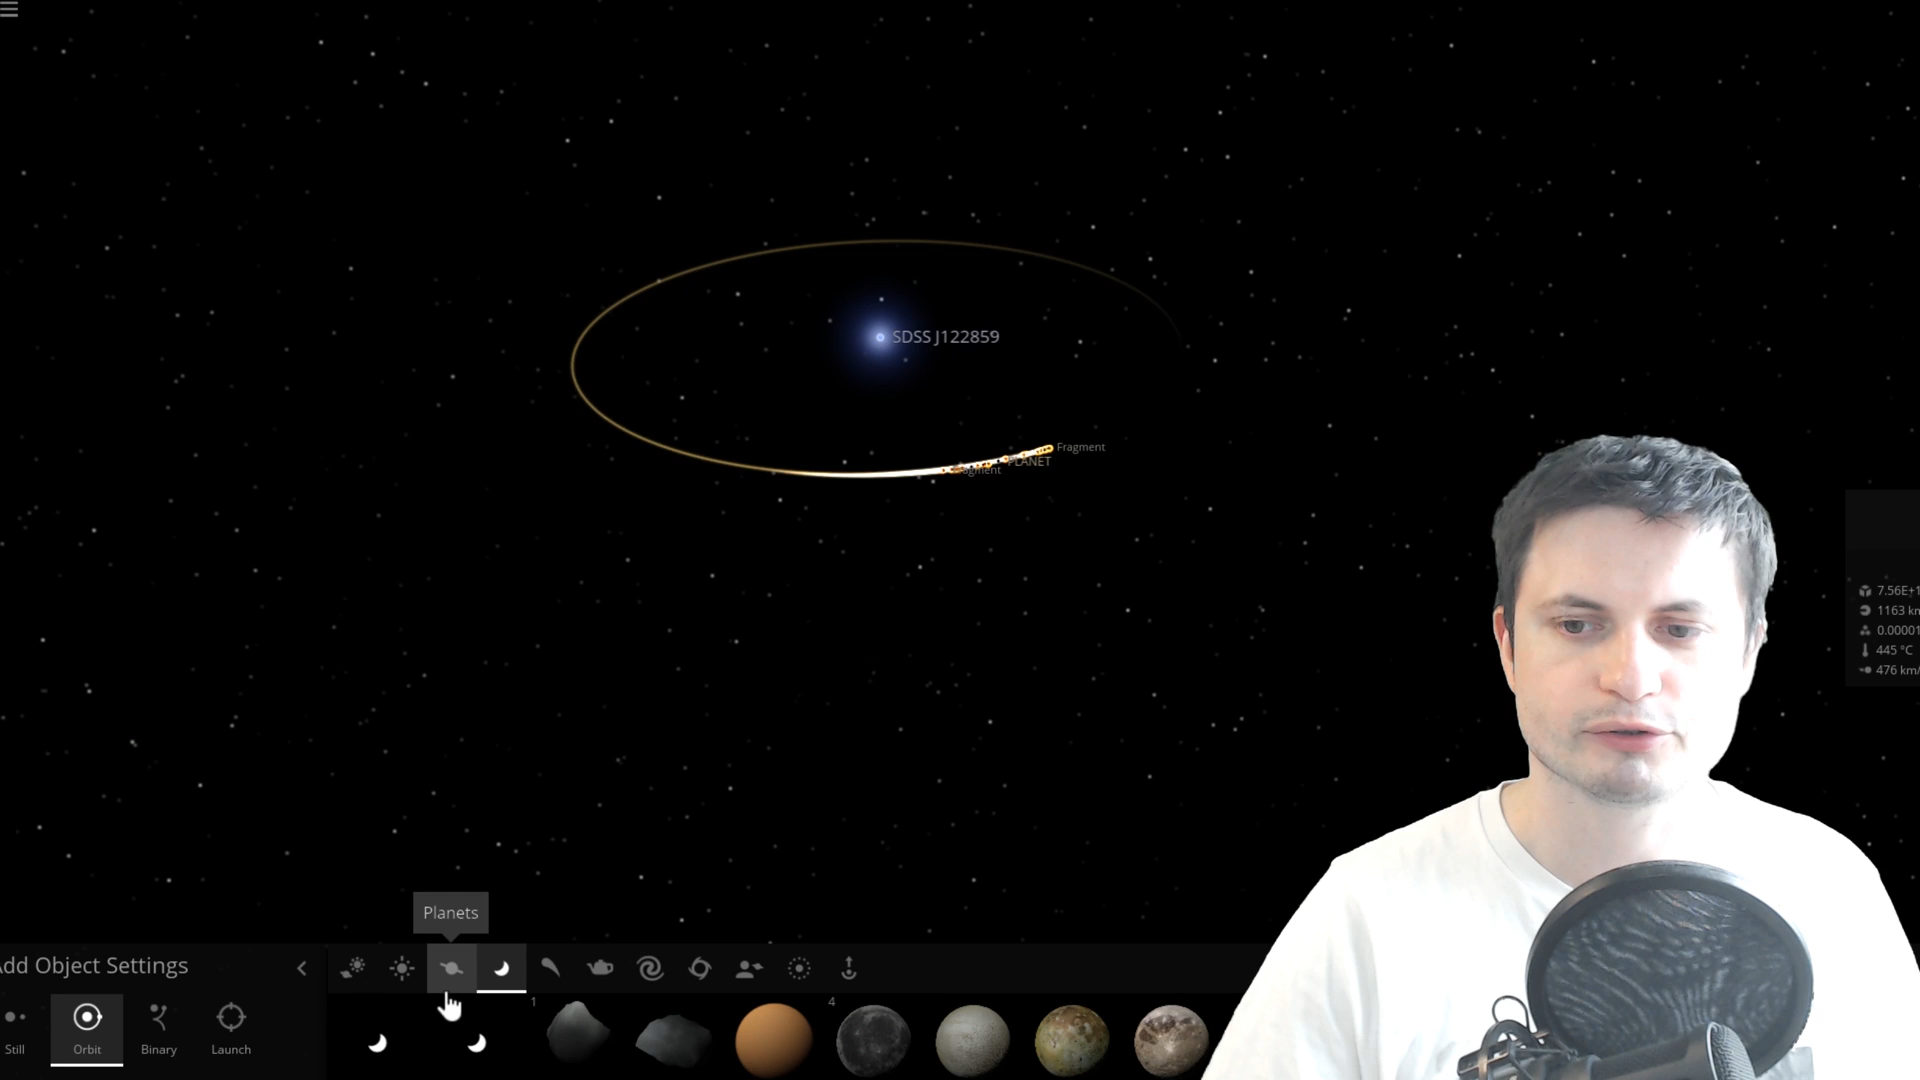 SDSS J122859
Fragment
PLANET
7.56E+1
1163 km
0.00001
445 °C
476 km/
Planets
Add Object Settings
1
4
Still
Orbit
Binary
Launch